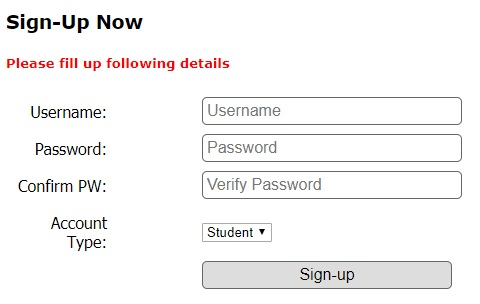 Sign-Up Now
Please fill up following details
Username: Username
Password: Password
Confirm PW: Verify Password
Account
Type: Student
Sign-up